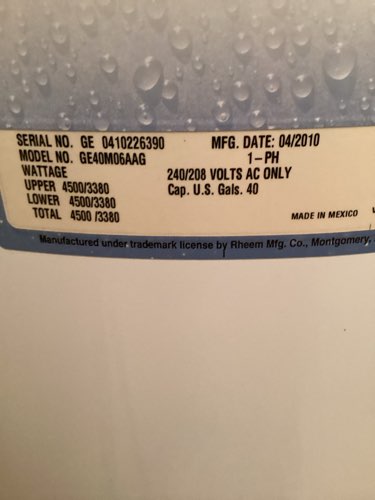 SERIAL NO. GE 0410226390 MFG. DATE: 04/2010
MODEL NO. GE40M06AAG 1-PH
WATTAGE 240/208 VOLTS AC ONLY
UPPER 4500/3380 Cap. U.S. Gals. 40
LOWER 4500/3380
TOTAL 4500 /3380 MADE IN MEXICO
Manufactured under trademark license by Rheem Mfg. Co., Montgomery,